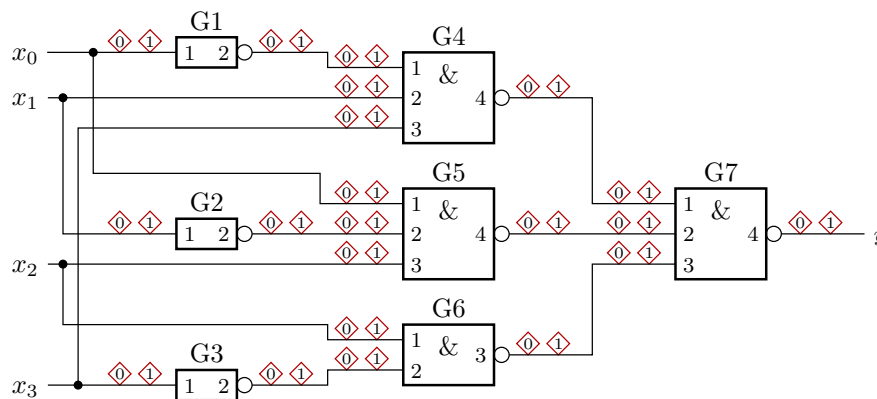 G1
x0 0 1 1 2 0 1 0 1 G4
1 &
x1 0 1 2 4 0 1
0 1 3
0 1 G5 0 1 G7
G2 1 & 1 &
0 1 1 2 0 1 0 1 2 4 0 1 0 1 2 4 0 1
x2 0 1 3 0 1 3
G6
0 1 1 &
0 1 3 0 1
G3 0 1 2
x3 0 1 1 2 0 1